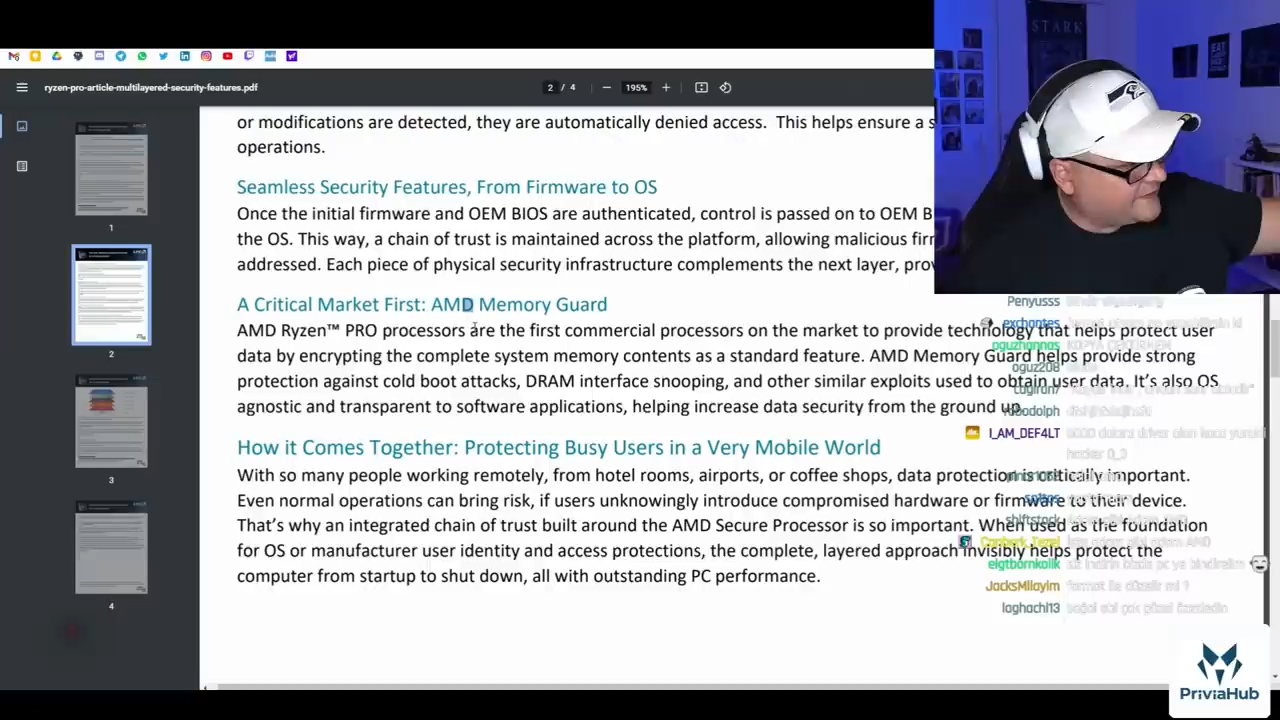 ryzen-pro-article-multilayered-security-features.pdf
2 / 4
195%
STARK
or modifications are detected, they are automatically denied access. This helps ensure a s
operations.
Seamless Security Features, From Firmware to OS
Once the initial firmware and OEM BIOS are authenticated, control is passed on to OEM B
the OS. This way, a chain of trust is maintained across the platform, allowing malicious firm
addressed. Each piece of physical security infrastructure complements the next layer, prov
A Critical Market First: AMD Memory Guard
AMD Ryzen™ PRO processors are the first commercial processors on the market to provide technology that helps protect user
data by encrypting the complete system memory contents as a standard feature. AMD Memory Guard helps provide strong
protection against cold boot attacks, DRAM interface snooping, and other similar exploits used to obtain user data. It's also OS
agnostic and transparent to software applications, helping increase data security from the ground up.
How it Comes Together: Protecting Busy Users in a Very Mobile World
With so many people working remotely, from hotel rooms, airports, or coffee shops, data protection is critically important.
Even normal operations can bring risk, if users unknowingly introduce compromised hardware or firmware to their device.
That's why an integrated chain of trust built around the AMD Secure Processor is so important. When used as the foundation
for OS or manufacturer user identity and access protections, the complete, layered approach invisibly helps protect the
computer from startup to shut down, all with outstanding PC performance.
1
2
3
4
Penyusss
exchantes
oguz208
I_AM_DEF4LT
hacker 0_0
shiftstack
JacksMilayim format ile düzelir mi ?
laghachi13
PriviaHub